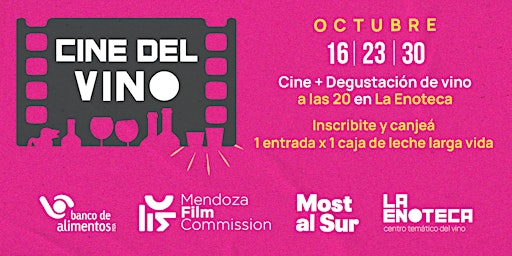 CINE DEL
VINO
OCTUBRE
16 | 23 | 30
Cine + Degustación de vino
a las 20 en La Enoteca
Inscribite y canjeá
1 entrada x 1 caja de leche larga vida
banco de
alimentos
Mendoza
Film
Commission
Most
al Sur
LA
ENOTECA
centro temático del vino